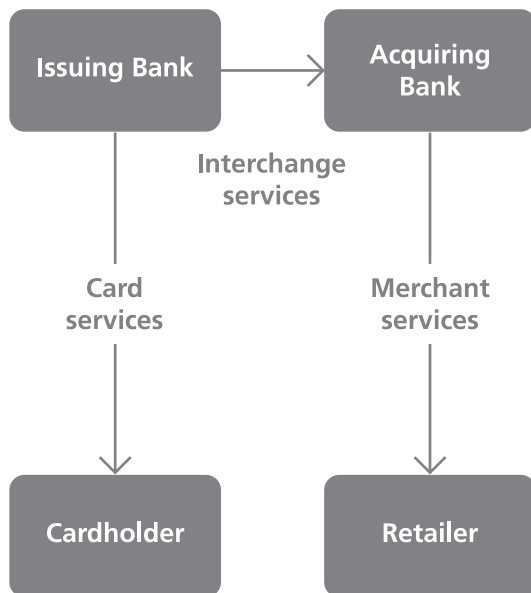 Issuing Bank
Acquiring
Bank
Interchange
services
Card
services
Merchant
services
Cardholder
Retailer